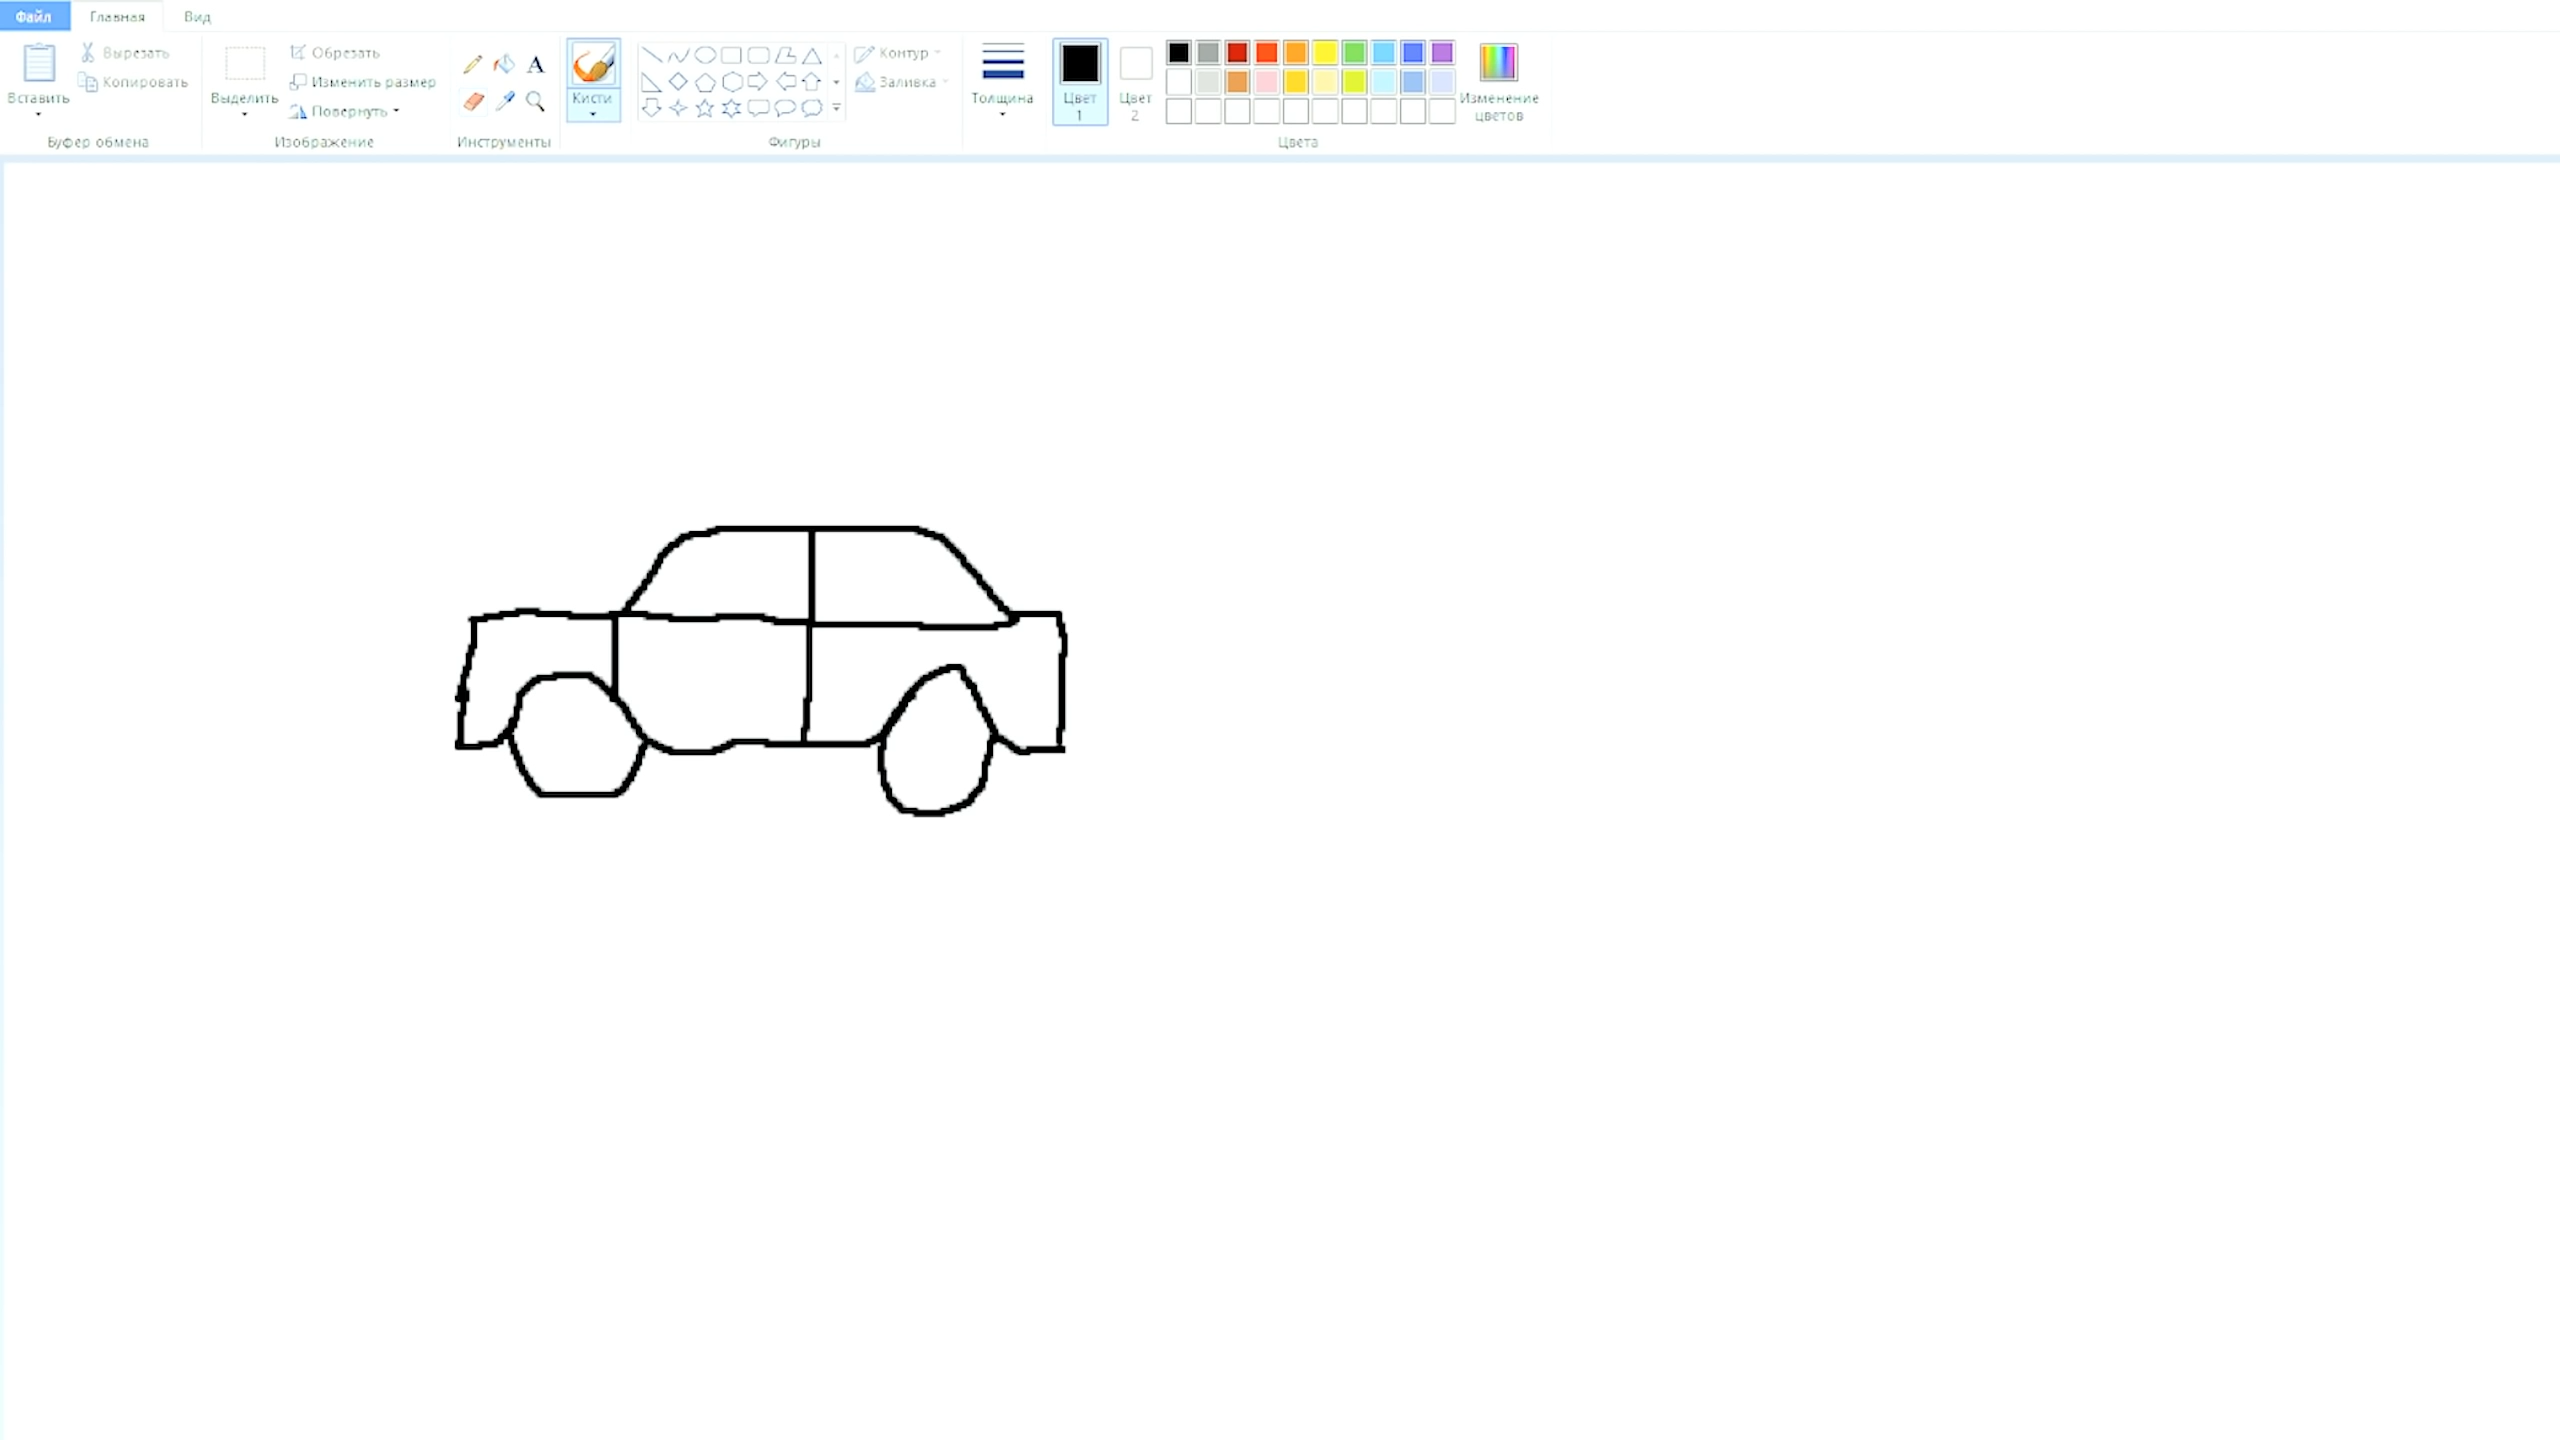 Файл Главная Вид
Вставить
Вырезать
Копировать
Буфер обмена
Выделить
Обрезать
Изменить размер
Повернуть
Изображение
A
Инструменты
Кисти
Контур
Заливка
Фигуры
Толщина
Цвет
1
Цвет
2
Изменение
цветов
Цвета